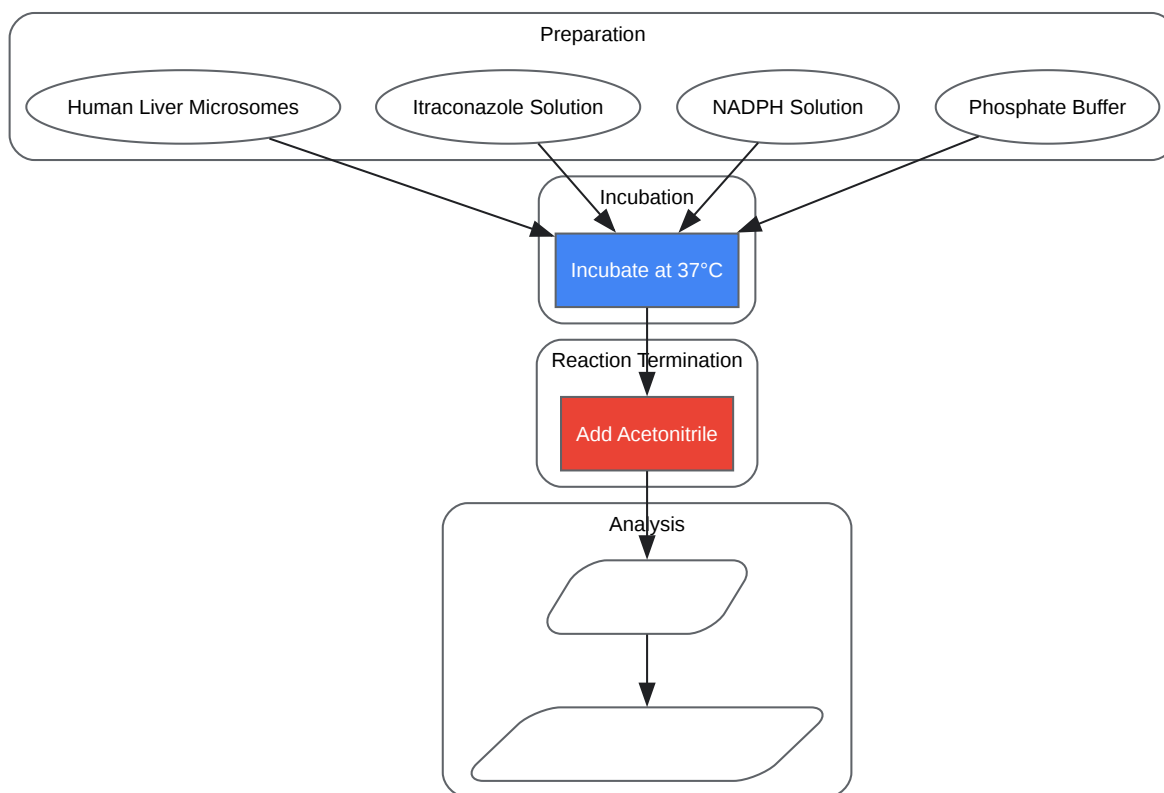 Preparation
Human Liver Microsomes
Itraconazole Solution
NADPH Solution
Phosphate Buffer
Incubation
Incubate at 37°C
Reaction Termination
Add Acetonitrile
Analysis